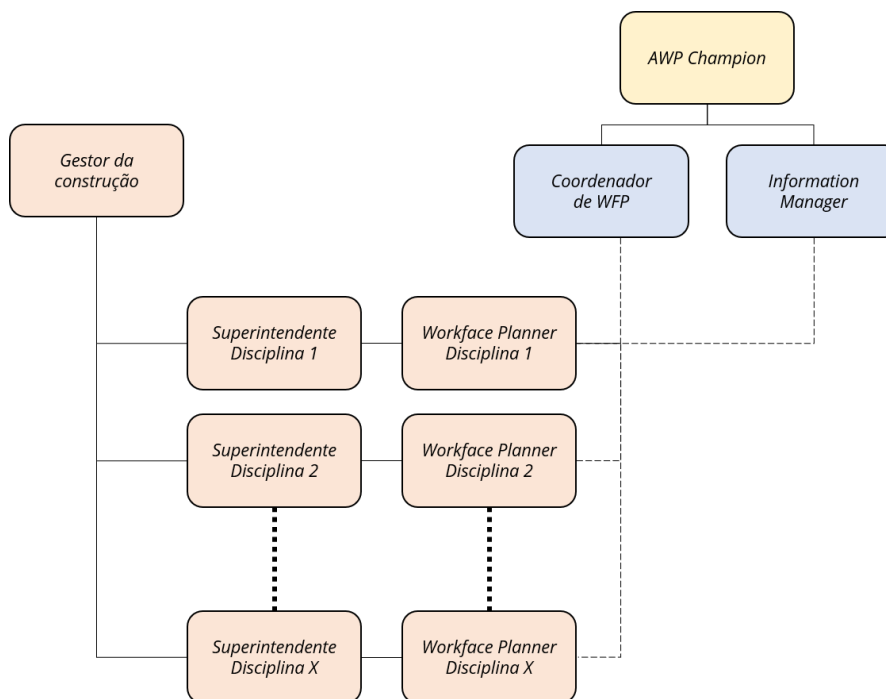 AWP Champion
Gestor da
construção
Coordenador
de WFP
Information
Manager
Superintendente
Disciplina 1
Workface Planner
Disciplina 1
Superintendente
Disciplina 2
Workface Planner
Disciplina 2
Superintendente
Disciplina X
Workface Planner
Disciplina X